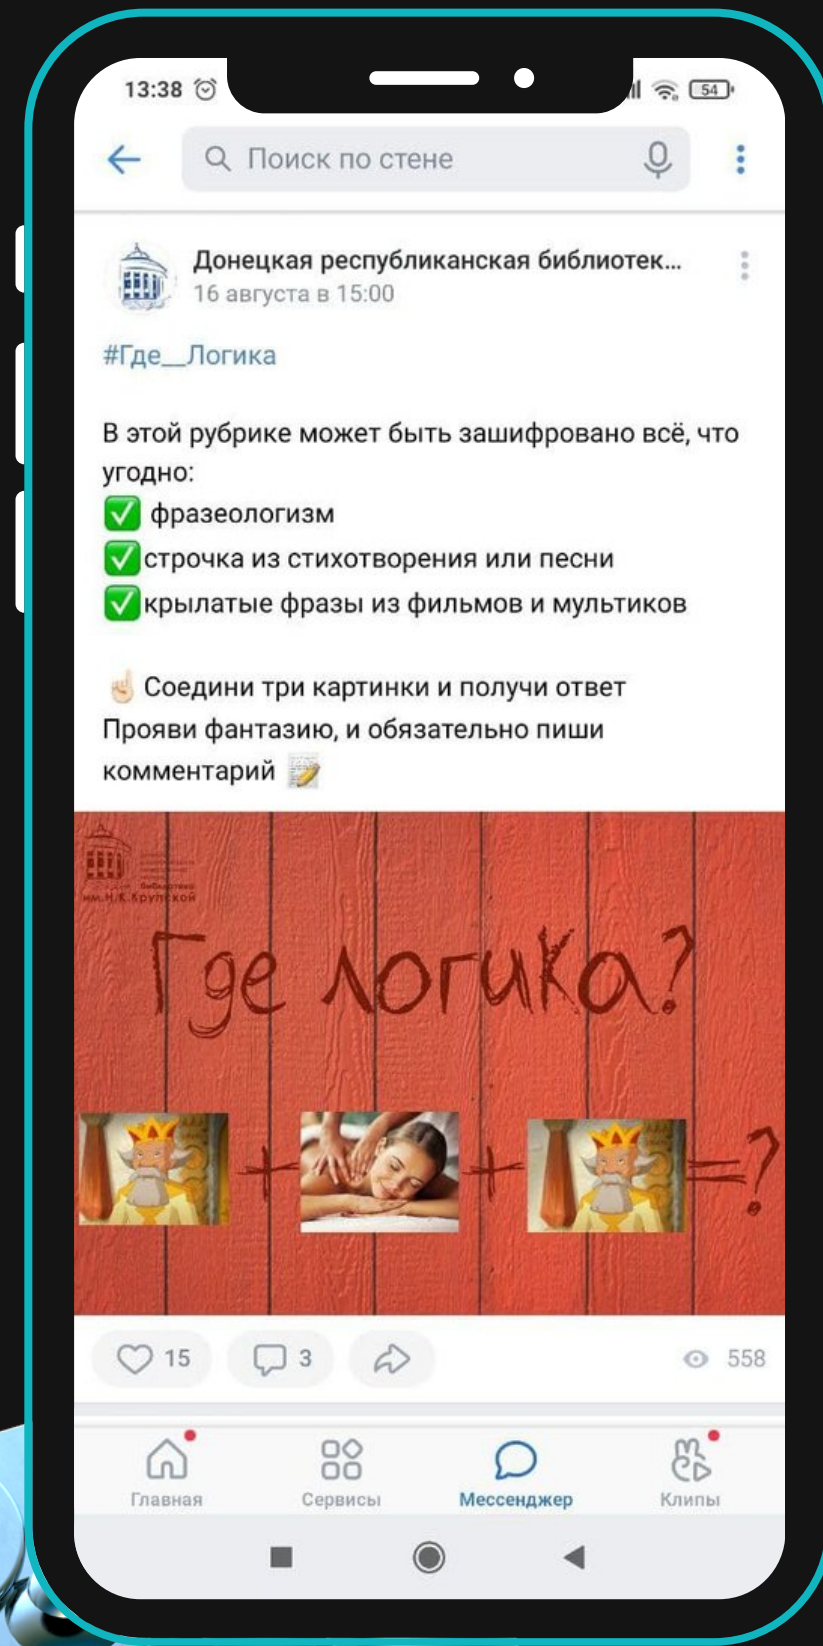 13:38
54
Поиск по стене
Донецкая республиканская библиотек...
16 августа в 15:00
#Где__Логика
В этой рубрике может быть зашифровано всё, что
угодно:
✅ фразеологизм
✅строчка из стихотворения или песни
✅крылатые фразы из фильмов и мультиков
☝🏻 Соедини три картинки и получи ответ
Прояви фантазию, и обязательно пиши
комментарий 📝
библиотека
им.Н.К.Крупской
Где логика?
+ + =?
15
3
558
Главная
Сервисы
Мессенджер
Клипы